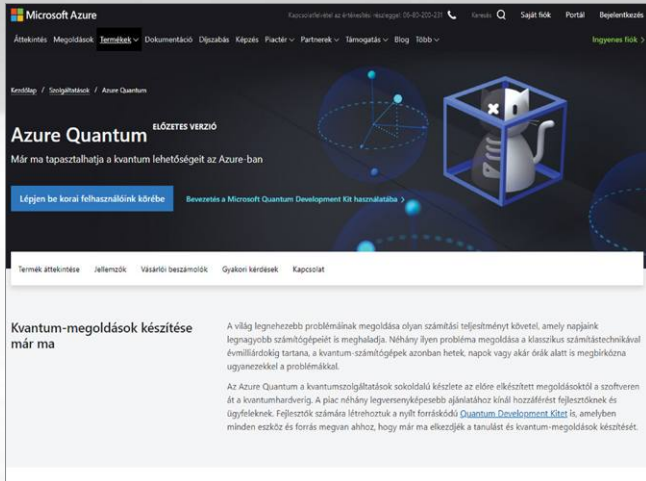 Microsoft Azure
Kapcsolatfelvétel az értékesítési részleggel: 06-80-200-231 Keresés Saját fiók Portál Bejelentkezés
Áttekintés Megoldások Termékek Dokumentáció Díjszabás Képzés Piactér Partnerek Támogatás Blog Több Ingyenes fiók >
Kezdőlap / Szolgáltatások / Azure Quantum
Azure Quantum ELŐZETES VERZIÓ
Már ma tapasztalhatja a kvantum lehetőségeit az Azure-ban
Lépjen be korai felhasználóink körébe Bevezetés a Microsoft Quantum Development Kit használatába >
Termék áttekintése Jellemzők Vásárlói beszámolók Gyakori kérdések Kapcsolat
Kvantum-megoldások készítése
már ma
A világ legnehezebb problémáinak megoldása olyan számítási teljesítményt követel, amely napjaink
legnagyobb számítógépeiét is meghaladja. Néhány ilyen probléma megoldása a klasszikus számítástechnikával
évmilliárdokig tartana, a kvantum-számítógépek azonban hetek, napok vagy akár órák alatt is megbirkózna
ugyanezekkel a problémákkal.
Az Azure Quantum a kvantumszolgáltatások sokoldalú készlete az előre elkészített megoldásoktól a szoftveren
át a kvantumhardverig. A piac néhány legversenyképesebb ajánlatához kínál hozzáférést fejlesztőknek és
ügyfeleknek. Fejlesztők számára létrehoztuk a nyílt forráskódú Quantum Development Kitet is, amelyben
minden eszköz és forrás megvan ahhoz, hogy már ma elkezdjék a tanulást és kvantum-megoldások készítését.